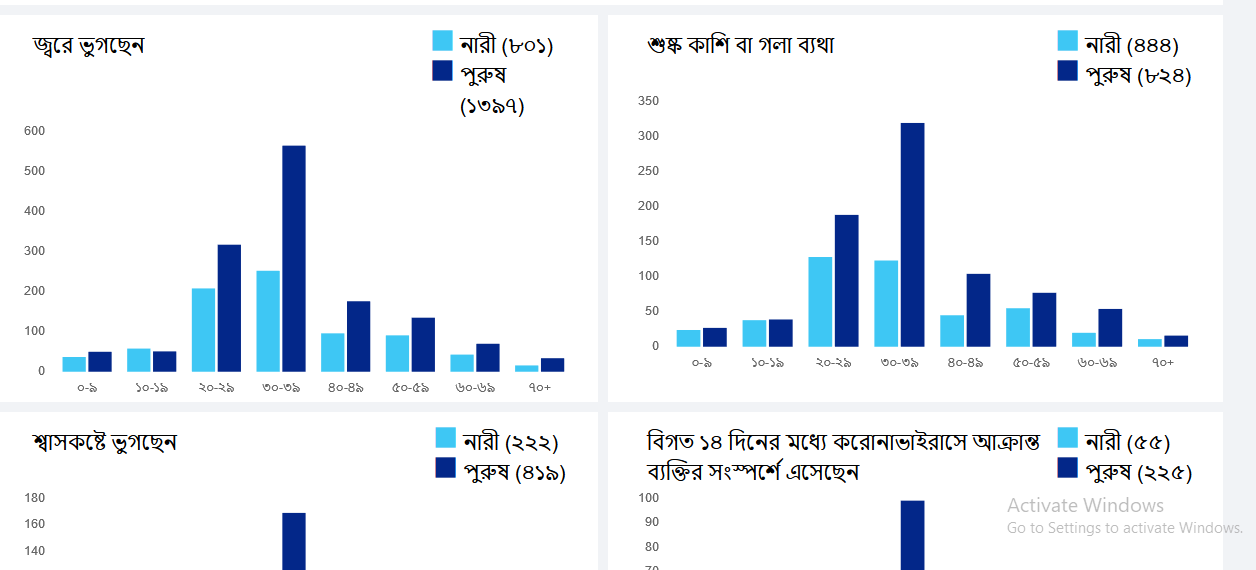 জ্বরে ভুগছেন
নারী (৮০১)
পুরুষ
(১৩৯৭)
600
500
400
300
200
100
0
০-৯ ১০-১৯ ২০-২৯ ৩০-৩৯ ৪০-৪৯ ৫০-৫৯ ৬০-৬৯ ৭০+
শুষ্ক কাশি বা গলা ব্যথা
নারী (৪৪৪)
পুরুষ (৮২৪)
350
300
250
200
150
100
50
0
০-৯ ১০-১৯ ২০-২৯ ৩০-৩৯ ৪০-৪৯ ৫০-৫৯ ৬০-৬৯ ৭০+
শ্বাসকষ্টে ভুগছেন
নারী (২২২)
পুরুষ (৪১৯)
180
160
140
বিগত ১৪ দিনের মধ্যে করোনাভাইরাসে আক্রান্ত
ব্যক্তির সংস্পর্শে এসেছেন
নারী (৫৫)
পুরুষ (২২৫)
100
90
80
70
Activate Windows
Go to Settings to activate Windows.